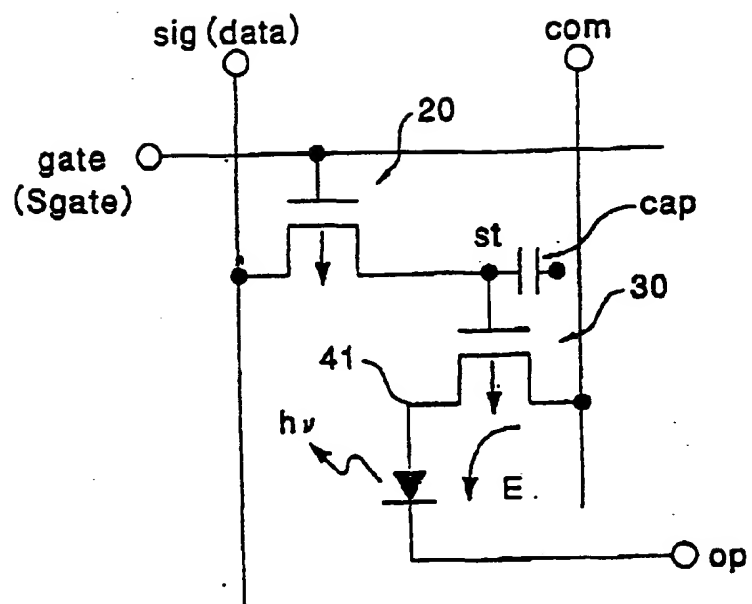 sig (data)
com
20
gate
(Sgate)
cap
st
30
41
hν
E
op